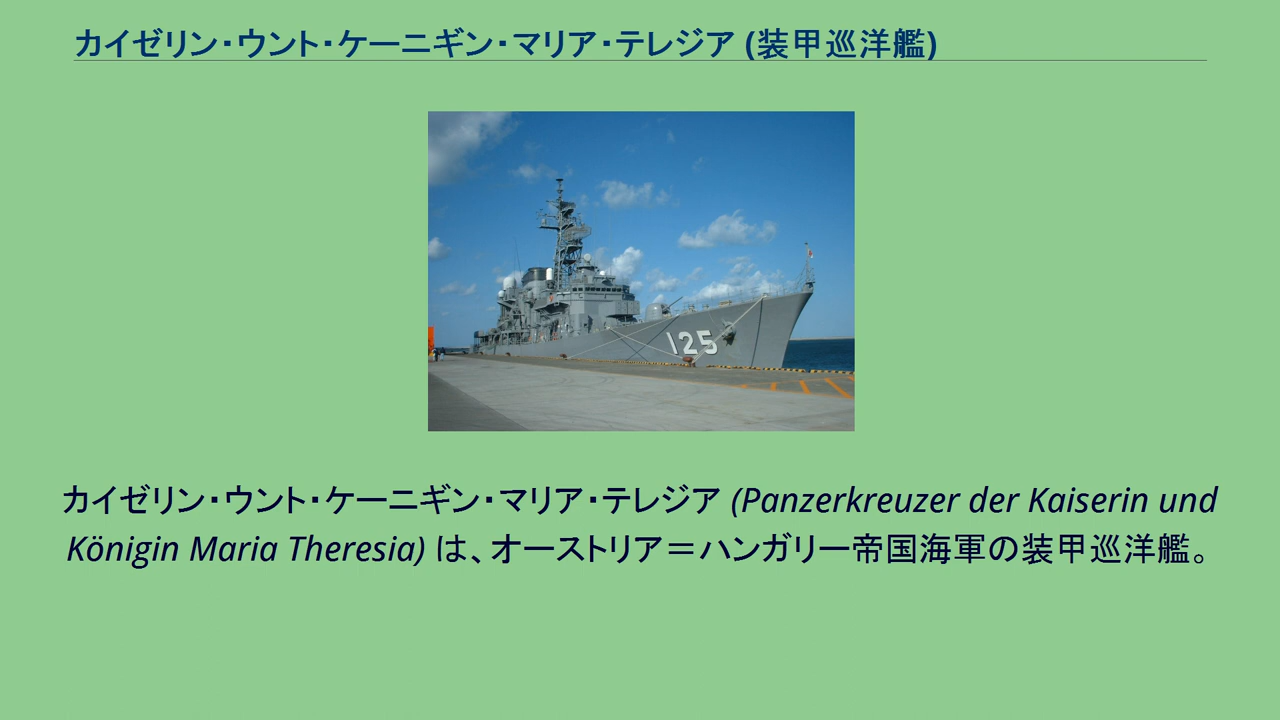 カイゼリン・ウント・ケーニギン・マリア・テレジア (装甲巡洋艦)
125
カイゼリン・ウント・ケーニギン・マリア・テレジア (Panzerkreuzer der Kaiserin und
Königin Maria Theresia) は、オーストリア＝ハンガリー帝国海軍の装甲巡洋艦。